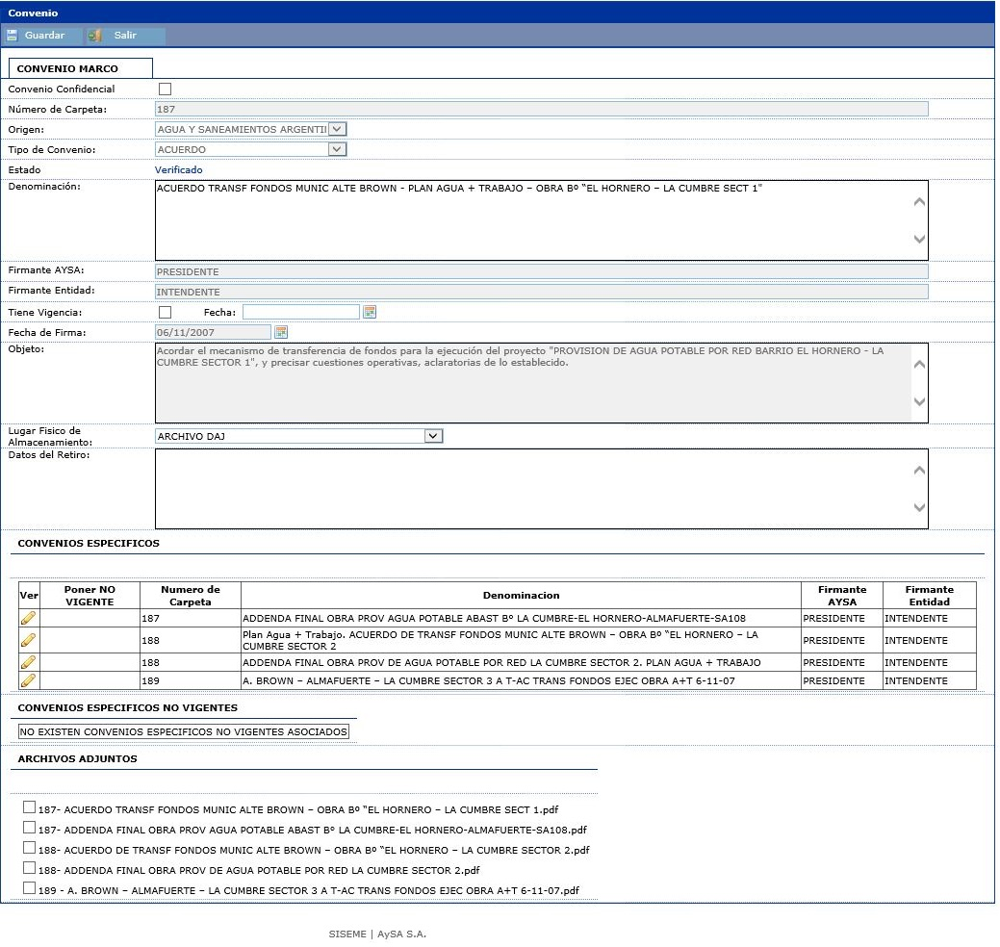 Convenio
Guardar Salir
CONVENIO MARCO
Convenio Confidencial
Número de Carpeta: 187
Origen: AGUA Y SANEAMIENTOS ARGENTII
Tipo de Convenio: ACUERDO
Estado Verificado
Denominación: ACUERDO TRANSF FONDOS MUNIC ALTE BROWN - PLAN AGUA + TRABAJO – OBRA Bº “EL HORNERO – LA CUMBRE SECT 1"
Firmante AYSA: PRESIDENTE
Firmante Entidad: INTENDENTE
Tiene Vigencia: Fecha:
Fecha de Firma: 06/11/2007
Objeto: Acordar el mecanismo de transferencia de fondos para la ejecución del proyecto "PROVISION DE AGUA POTABLE POR RED BARRIO EL HORNERO - LA
CUMBRE SECTOR 1", y precisar cuestiones operativas, aclaratorias de lo establecido.
Lugar Fisico de
Almacenamiento: ARCHIVO DAJ
Datos del Retiro:
CONVENIOS ESPECIFICOS
Ver Poner NO VIGENTE Numero de Carpeta Denominacion Firmante AYSA Firmante Entidad
187 ADDENDA FINAL OBRA PROV AGUA POTABLE ABAST Bº LA CUMBRE-EL HORNERO-ALMAFUERTE-SA108 PRESIDENTE INTENDENTE
188 Plan Agua + Trabajo. ACUERDO DE TRANSF FONDOS MUNIC ALTE BROWN – OBRA Bº “EL HORNERO – LA
CUMBRE SECTOR 2 PRESIDENTE INTENDENTE
188 ADDENDA FINAL OBRA PROV DE AGUA POTABLE POR RED LA CUMBRE SECTOR 2. PLAN AGUA + TRABAJO PRESIDENTE INTENDENTE
189 A. BROWN – ALMAFUERTE – LA CUMBRE SECTOR 3 A T-AC TRANS FONDOS EJEC OBRA A+T 6-11-07 PRESIDENTE INTENDENTE
CONVENIOS ESPECIFICOS NO VIGENTES
NO EXISTEN CONVENIOS ESPECIFICOS NO VIGENTES ASOCIADOS
ARCHIVOS ADJUNTOS
187- ACUERDO TRANSF FONDOS MUNIC ALTE BROWN – OBRA Bº “EL HORNERO – LA CUMBRE SECT 1.pdf
187- ADDENDA FINAL OBRA PROV AGUA POTABLE ABAST Bº LA CUMBRE-EL HORNERO-ALMAFUERTE-SA108.pdf
188- ACUERDO DE TRANSF FONDOS MUNIC ALTE BROWN – OBRA Bº “EL HORNERO – LA CUMBRE SECTOR 2.pdf
188- ADDENDA FINAL OBRA PROV DE AGUA POTABLE POR RED LA CUMBRE SECTOR 2.pdf
189 - A. BROWN – ALMAFUERTE – LA CUMBRE SECTOR 3 A T-AC TRANS FONDOS EJEC OBRA A+T 6-11-07.pdf
SISEME | AySA S.A.